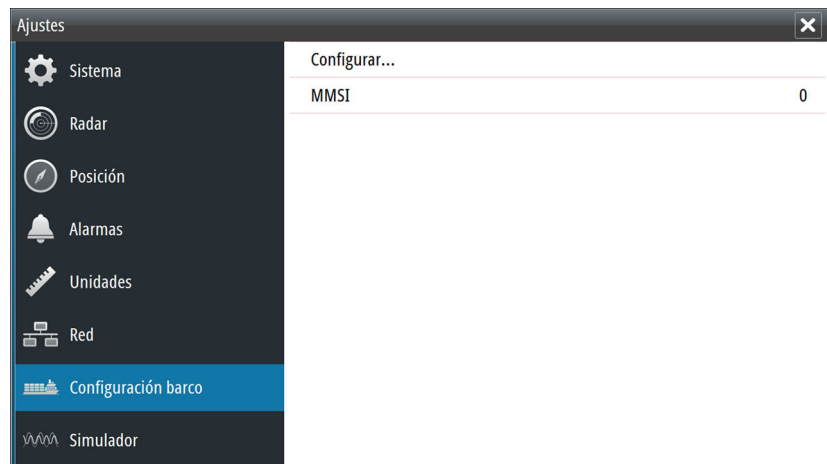 Ajustes
Sistema
Radar
Posición
Alarmas
Unidades
Red
Configuración barco
Simulador
Configurar...
MMSI 0